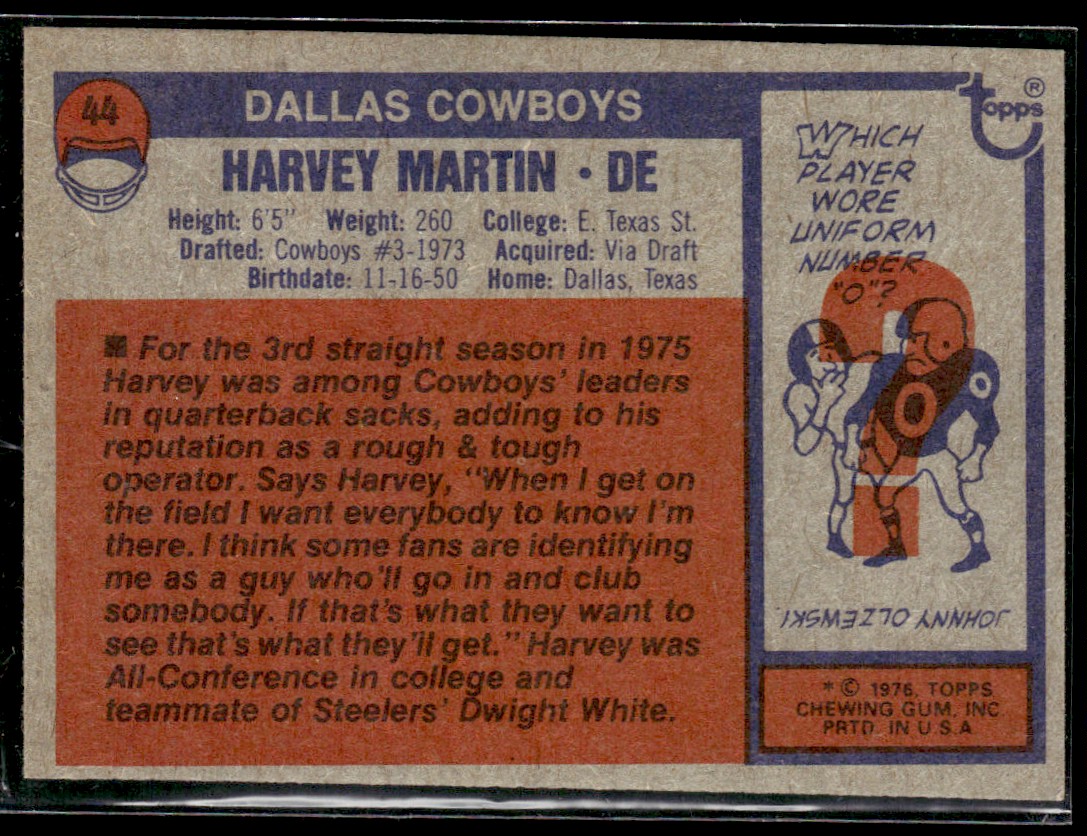 44
DALLAS COWBOYS
HARVEY MARTIN • DE
Height: 6'5" Weight: 260 College: E. Texas St.
Drafted: Cowboys #3-1973 Acquired: Via Draft
Birthdate: 11-16-50 Home: Dallas, Texas
■ For the 3rd straight season in 1975
Harvey was among Cowboys' leaders
in quarterback sacks, adding to his
reputation as a rough & tough
operator. Says Harvey, "When I get on
the field I want everybody to know I'm
there. I think some fans are identifying
me as a guy who'll go in and club
somebody. If that's what they want to
see that's what they'll get." Harvey was
All-Conference in college and
teammate of Steelers' Dwight White.
topps®
WHICH
PLAYER
WORE
UNIFORM
NUMBER
"O"?
0
0
JOHNNY OLZEWSKI.
* © 1976, TOPPS
CHEWING GUM, INC.
PRTD. IN U.S.A